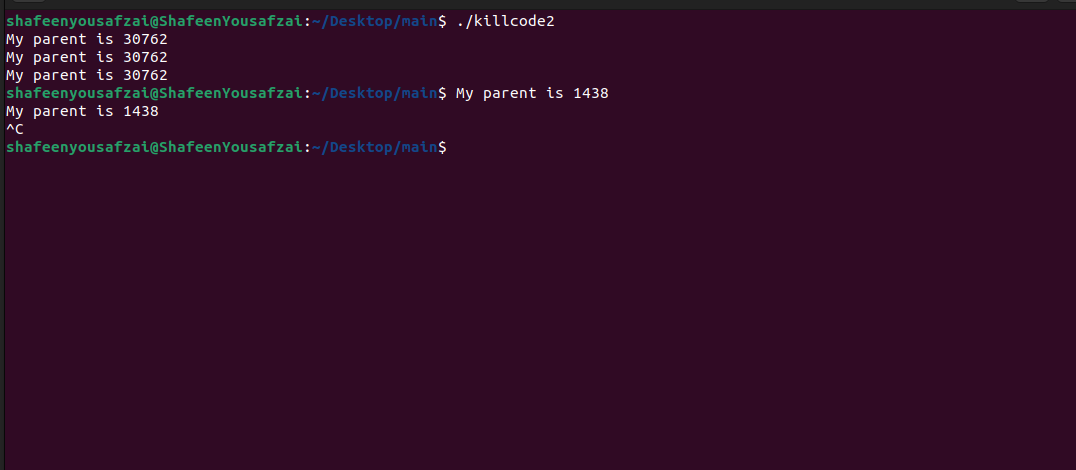 shafeenyousafzai@ShafeenYousafzai:~/Desktop/main$ ./killcode2
My parent is 30762
My parent is 30762
My parent is 30762
shafeenyousafzai@ShafeenYousafzai:~/Desktop/main$ My parent is 1438
My parent is 1438
^C
shafeenyousafzai@ShafeenYousafzai:~/Desktop/main$